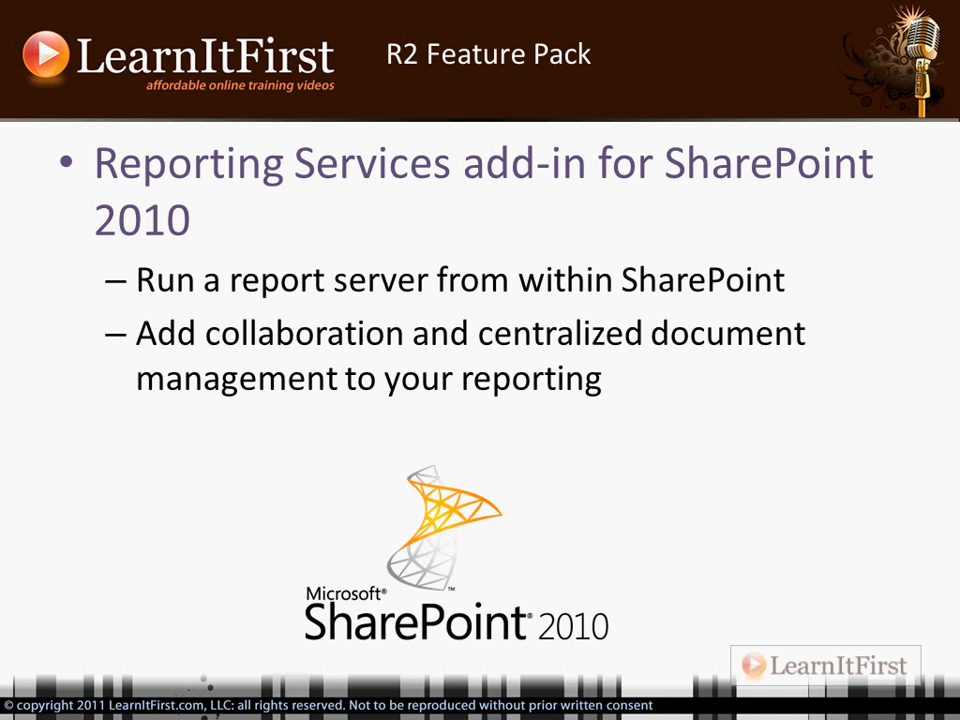 LearnItFirst
affordable online training videos
R2 Feature Pack
• Reporting Services add-in for SharePoint
2010
– Run a report server from within SharePoint
– Add collaboration and centralized document
management to your reporting
Microsoft®
SharePoint® 2010
™
LearnItFirst
© copyright 2011 LearnItFirst.com, LLC: all rights reserved. Not to be reproduced without prior written consent